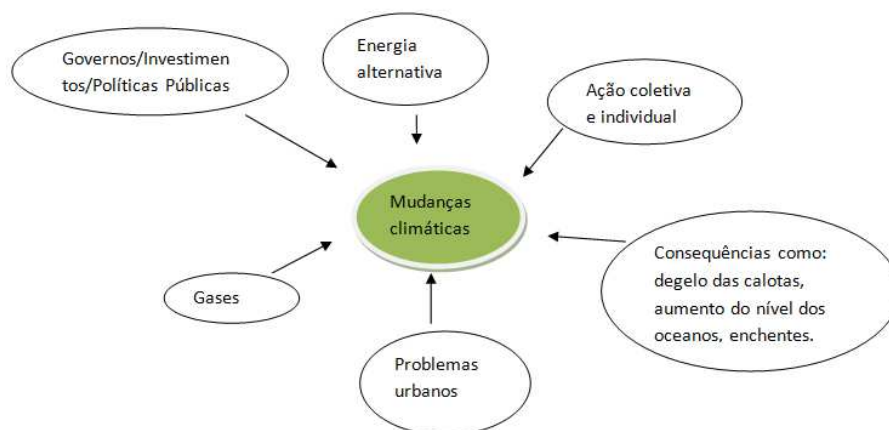 Governos/Investimen
tos/Políticas Públicas
Energia
alternativa
Ação coletiva
e individual
Mudanças
climáticas
Consequências como:
degelo das calotas,
aumento do nível dos
oceanos, enchentes.
Gases
Problemas
urbanos